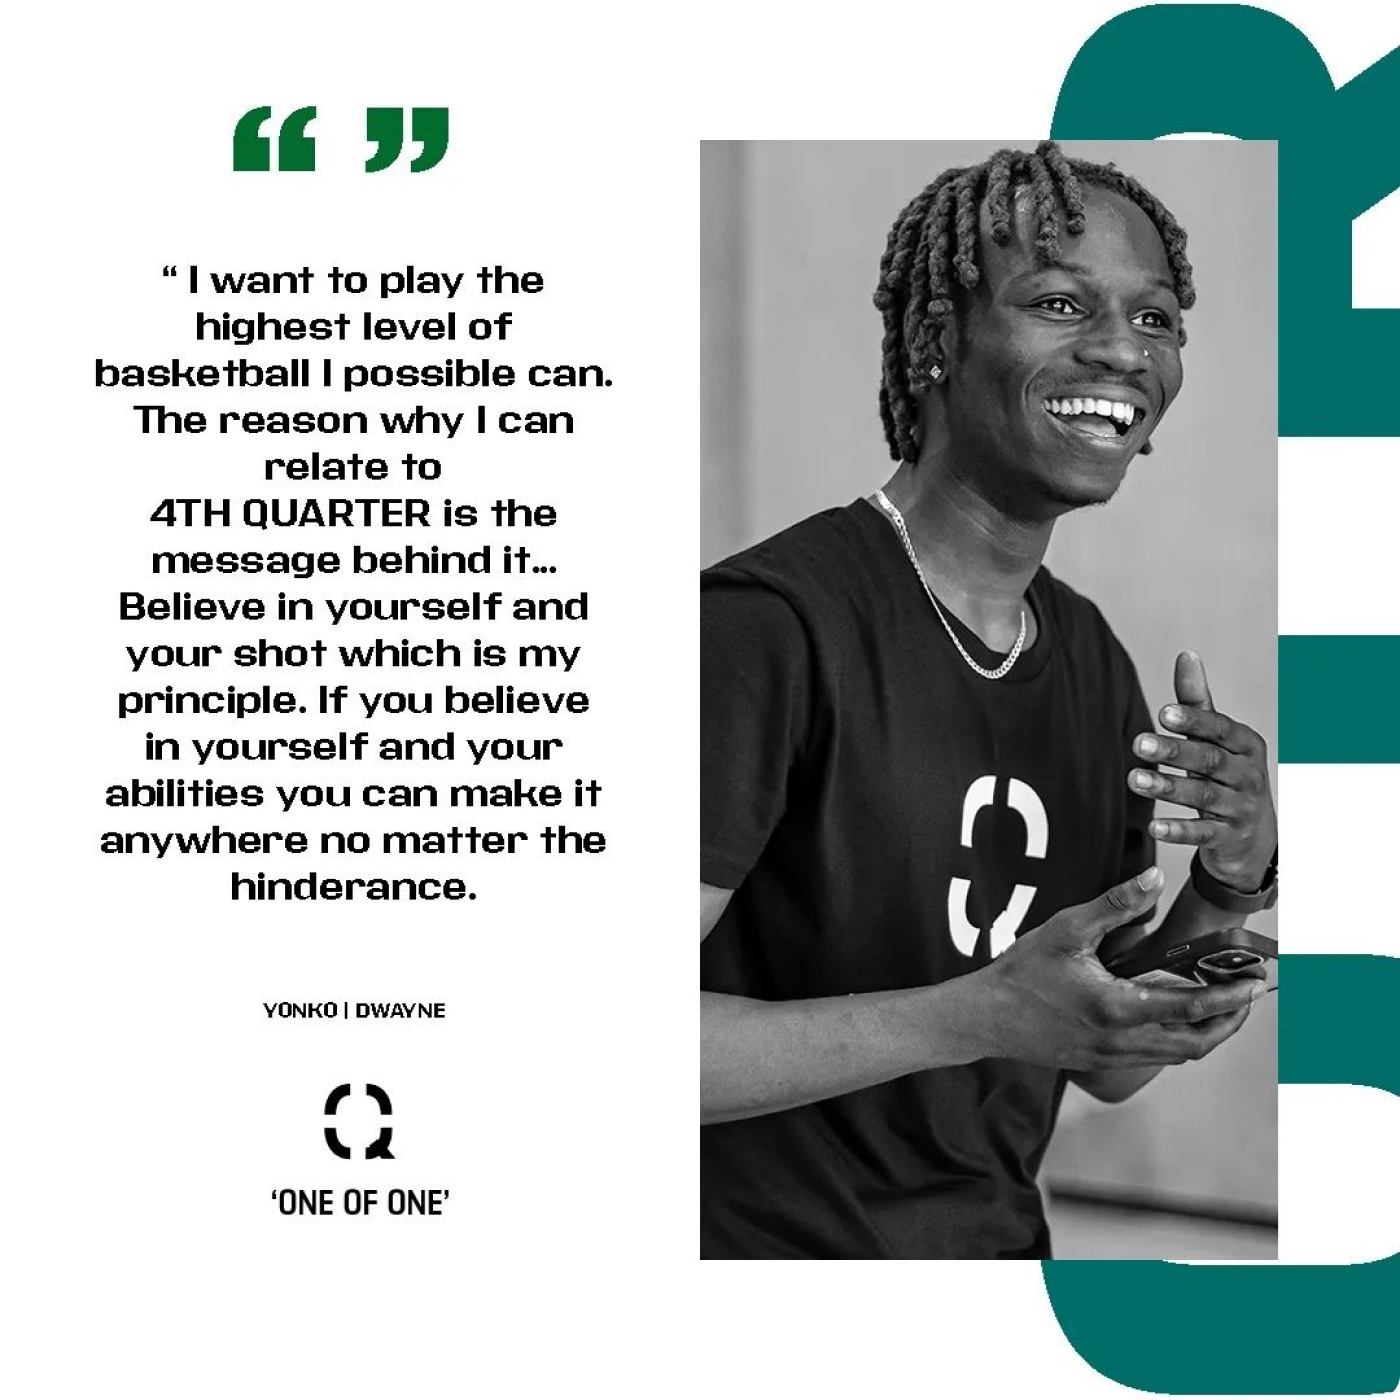 “ ”
“ I want to play the
highest level of
basketball I possible can.
The reason why I can
relate to
4TH QUARTER is the
message behind it...
Believe in yourself and
your shot which is my
principle. If you believe
in yourself and your
abilities you can make it
anywhere no matter the
hinderance.
YONKO | DWAYNE
Q
‘ONE OF ONE’
Q